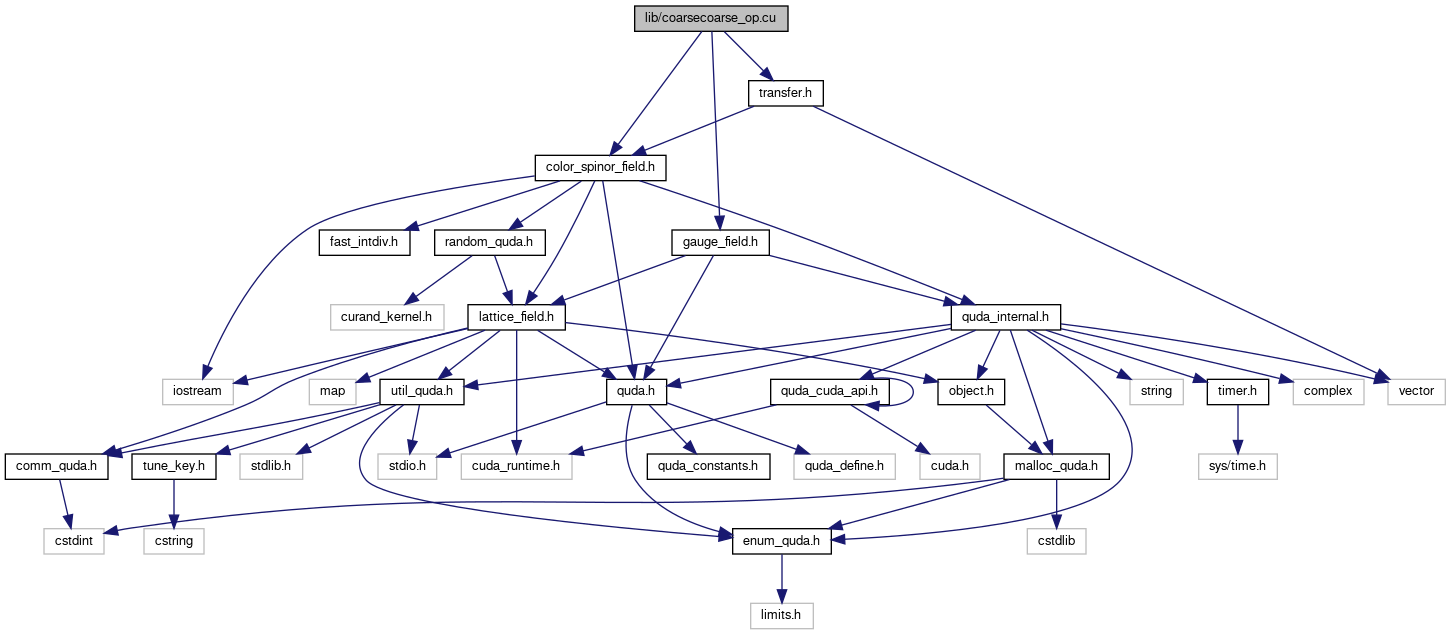 lib/coarsecoarse_op.cu
transfer.h
color_spinor_field.h
fast_intdiv.h
random_quda.h
gauge_field.h
curand_kernel.h
lattice_field.h
quda_internal.h
iostream
map
util_quda.h
quda.h
quda_cuda_api.h
object.h
string
timer.h
complex
vector
comm_quda.h
tune_key.h
stdlib.h
stdio.h
cuda_runtime.h
quda_constants.h
quda_define.h
cuda.h
malloc_quda.h
sys/time.h
cstdint
cstring
enum_quda.h
cstdlib
limits.h